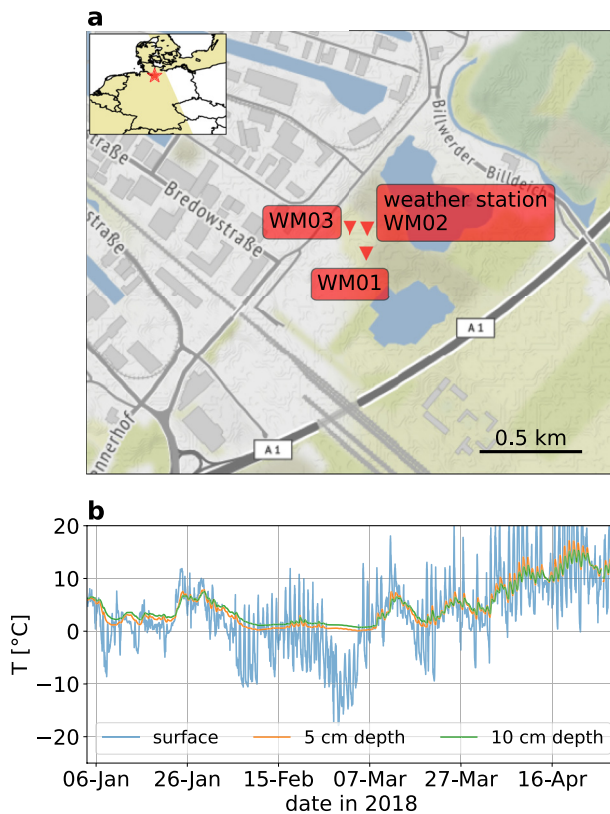 a
Billwerder Billdeich
straße
Bredowstraße
straße
weather station
WM03
WM02
WM01
A 1
nnerhof
A 1
0.5 km
b
20
10
0
−10
−20
T [°C]
surface
5 cm depth
10 cm depth
06-Jan
26-Jan
15-Feb
07-Mar
27-Mar
16-Apr
date in 2018